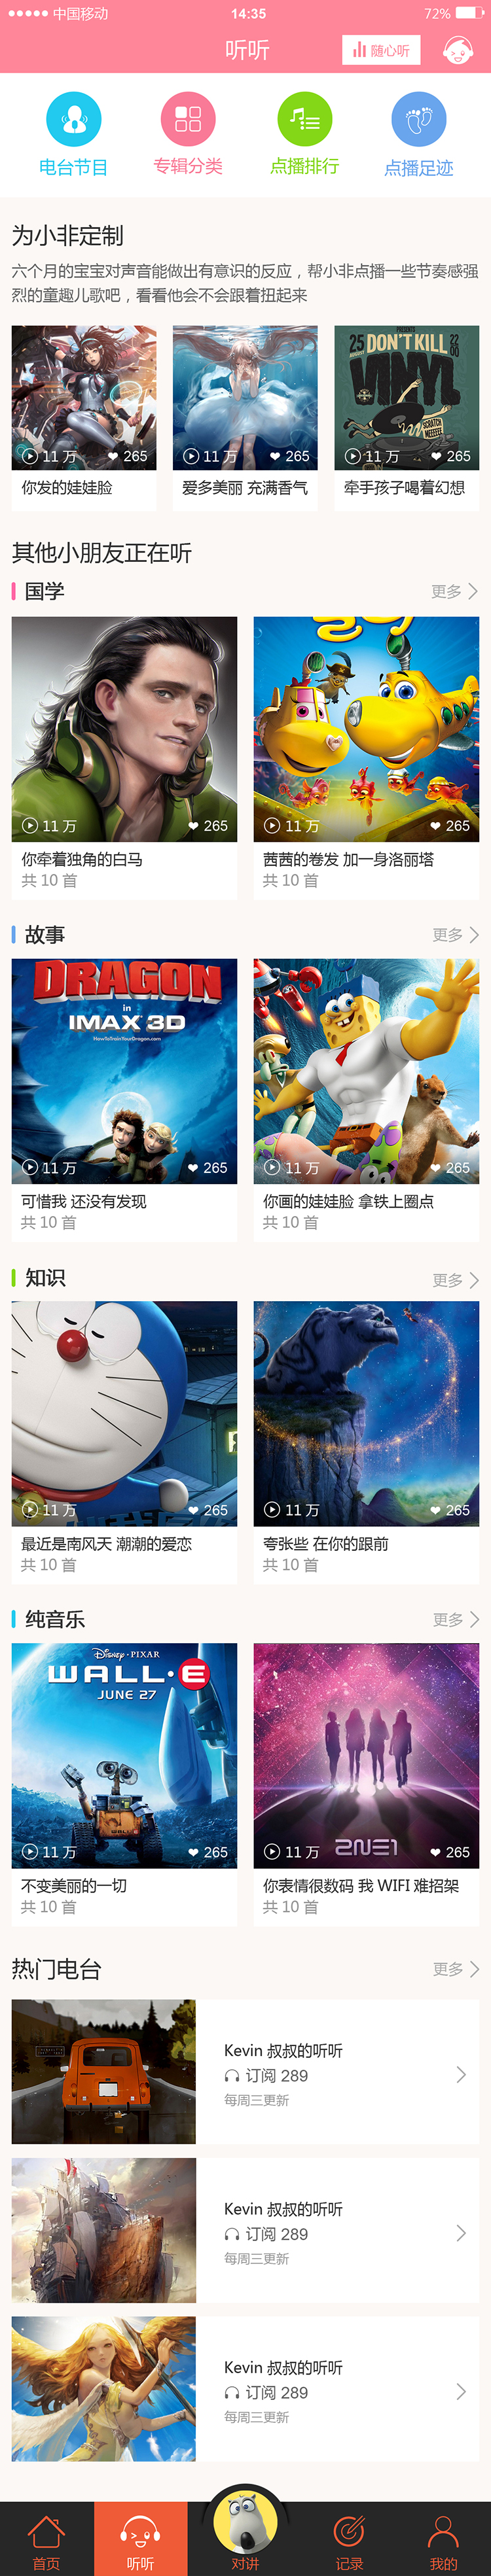 中国移动 14:35 72%
听听 随心听
电台节目 专辑分类 点播排行 点播足迹
为小非定制
六个月的宝宝对声音能做出有意识的反应，帮小非点播一些节奏感强
烈的童趣儿歌吧，看看他会不会跟着扭起来
PRESENTS
25 DON'T KILL 22
00
VINYL
11 万 265 11 万 265 11 万 265
你发的娃娃脸 爱多美丽 充满香气 牵手孩子喝着幻想
其他小朋友正在听
国学 更多
11 万 265 11 万 265
你牵着独角的白马 茜茜的卷发 加一身洛丽塔
共 10 首 共 10 首
故事 更多
DRAGON
in
IMAX 3D
HowToTrainYourDragon.com
11 万 265 11 万 265
可惜我 还没有发现 你画的娃娃脸 拿铁上圈点
共 10 首 共 10 首
知识 更多
11 万 265 11 万 265
最近是南风天 潮潮的爱恋 夸张些 在你的跟前
共 10 首 共 10 首
纯音乐 更多
Disney · PIXAR
WALL·E
JUNE 27
2NE1
11 万 265 11 万 265
不变美丽的一切 你表情很数码 我 WIFI 难招架
共 10 首 共 10 首
热门电台 更多
Kevin 叔叔的听听
订阅 289
每周三更新
Kevin 叔叔的听听
订阅 289
每周三更新
Kevin 叔叔的听听
订阅 289
每周三更新
首页 听听 对讲 记录 我的